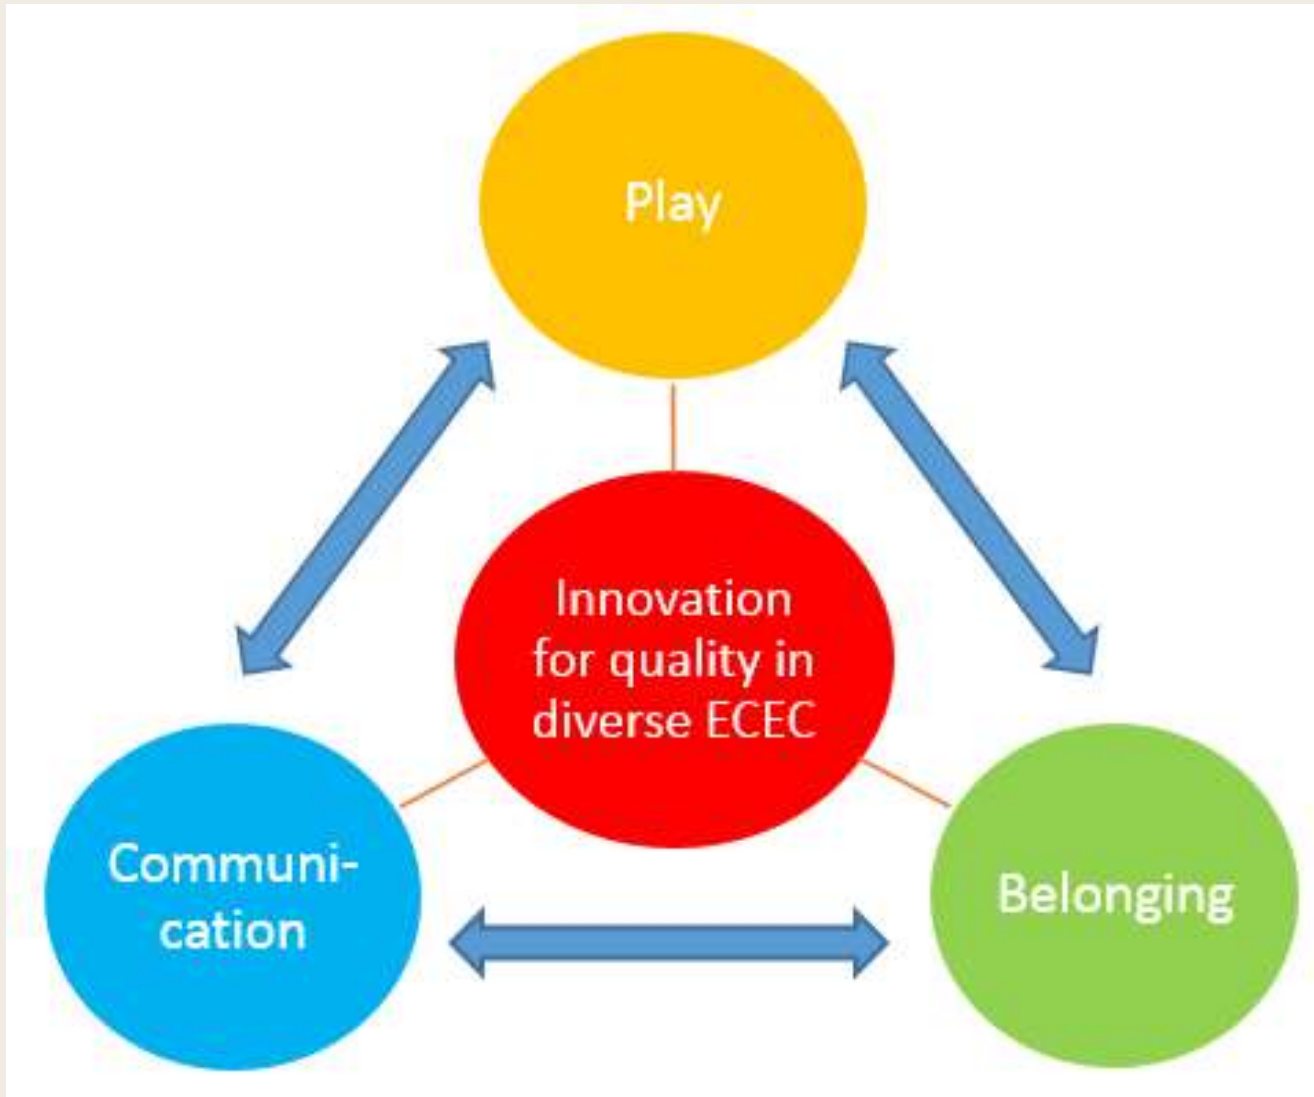 Play
Innovation
for quality in
diverse ECEC
Communi-
cation
Belonging